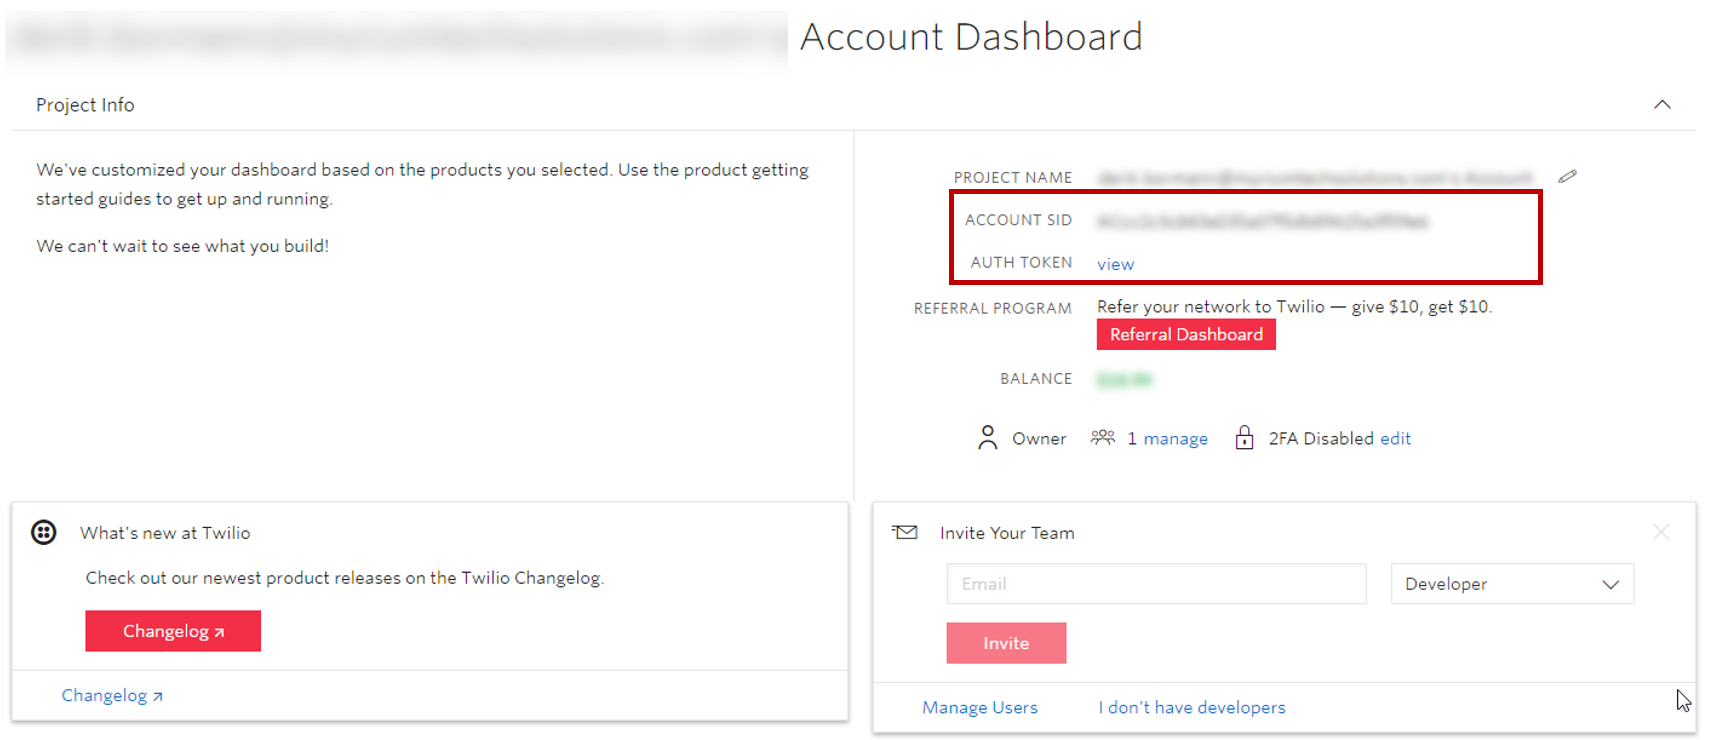 Account Dashboard
Project Info
We've customized your dashboard based on the products you selected. Use the product getting
started guides to get up and running.
We can't wait to see what you build!
PROJECT NAME
ACCOUNT SID
AUTH TOKEN view
REFERRAL PROGRAM Refer your network to Twilio — give $10, get $10.
Referral Dashboard
BALANCE
Owner 1 manage 2FA Disabled edit
What's new at Twilio
Check out our newest product releases on the Twilio Changelog.
Changelog
Changelog
Invite Your Team
Email Developer
Invite
Manage Users I don't have developers